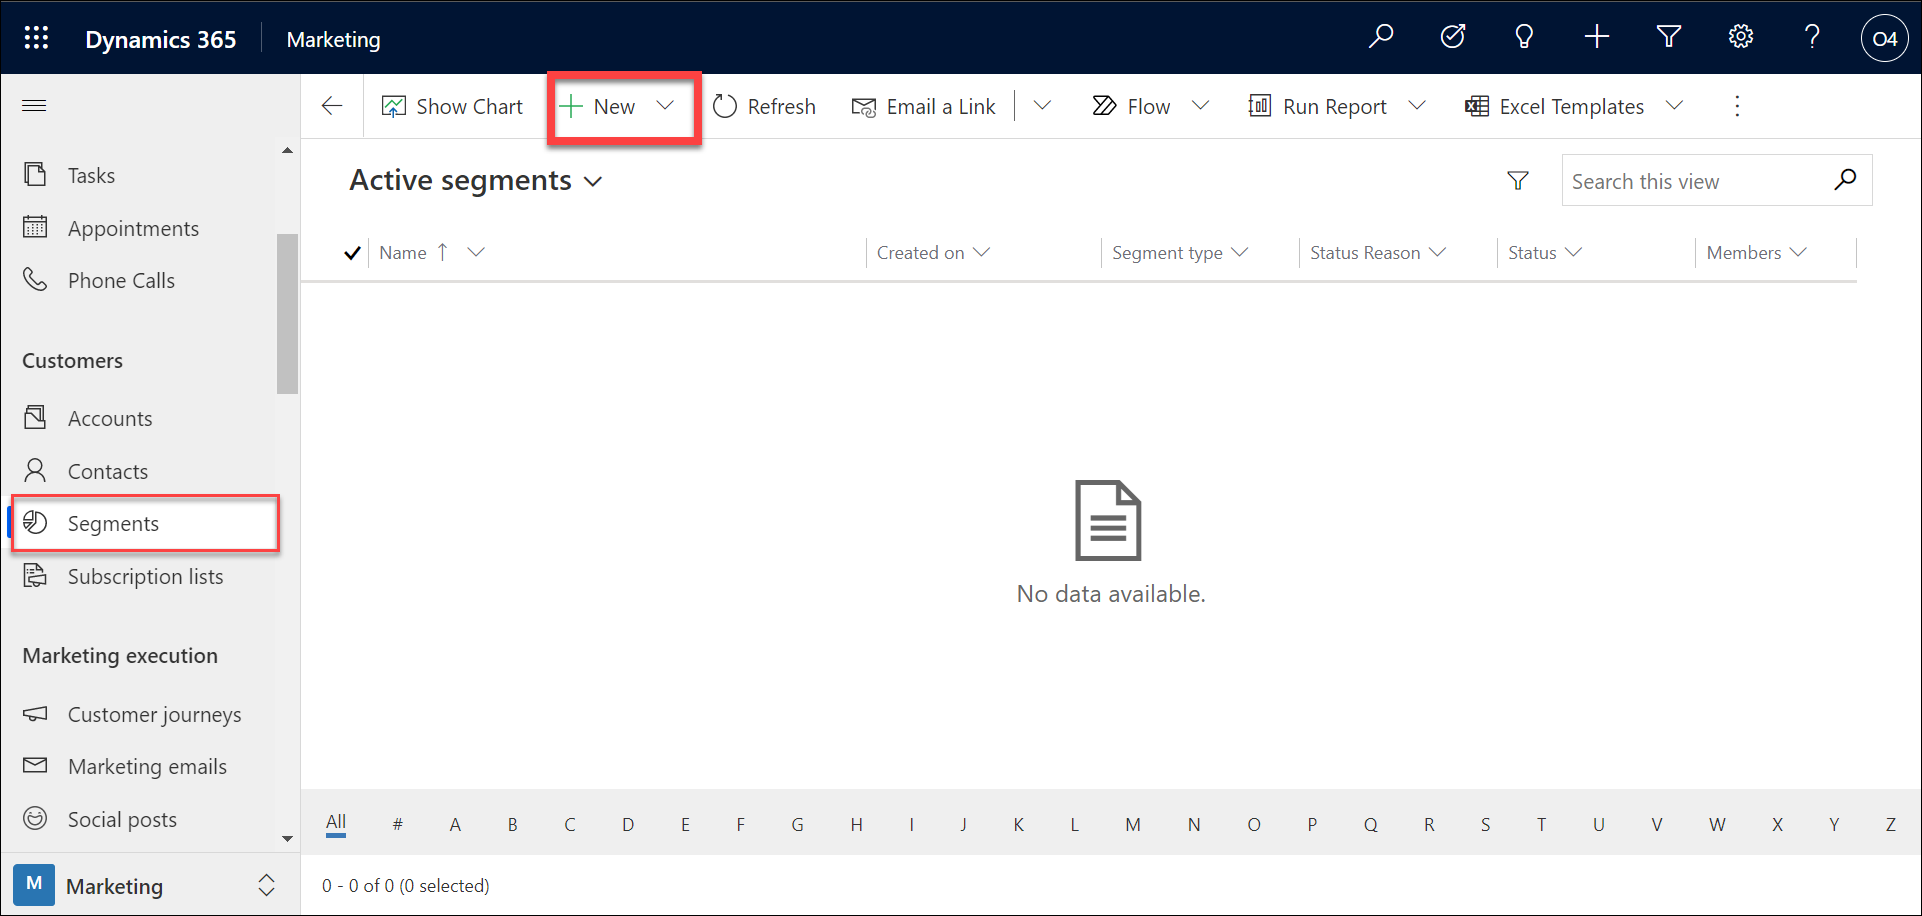 Dynamics 365 Marketing O4
Show Chart New Refresh Email a Link Flow Run Report Excel Templates
Tasks
Appointments
Phone Calls
Customers
Accounts
Contacts
Segments
Subscription lists
Marketing execution
Customer journeys
Marketing emails
Social posts
M Marketing
Active segments Search this view
Name Created on Segment type Status Reason Status Members
No data available.
All # A B C D E F G H I J K L M N O P Q R S T U V W X Y Z
0 - 0 of 0 (0 selected)